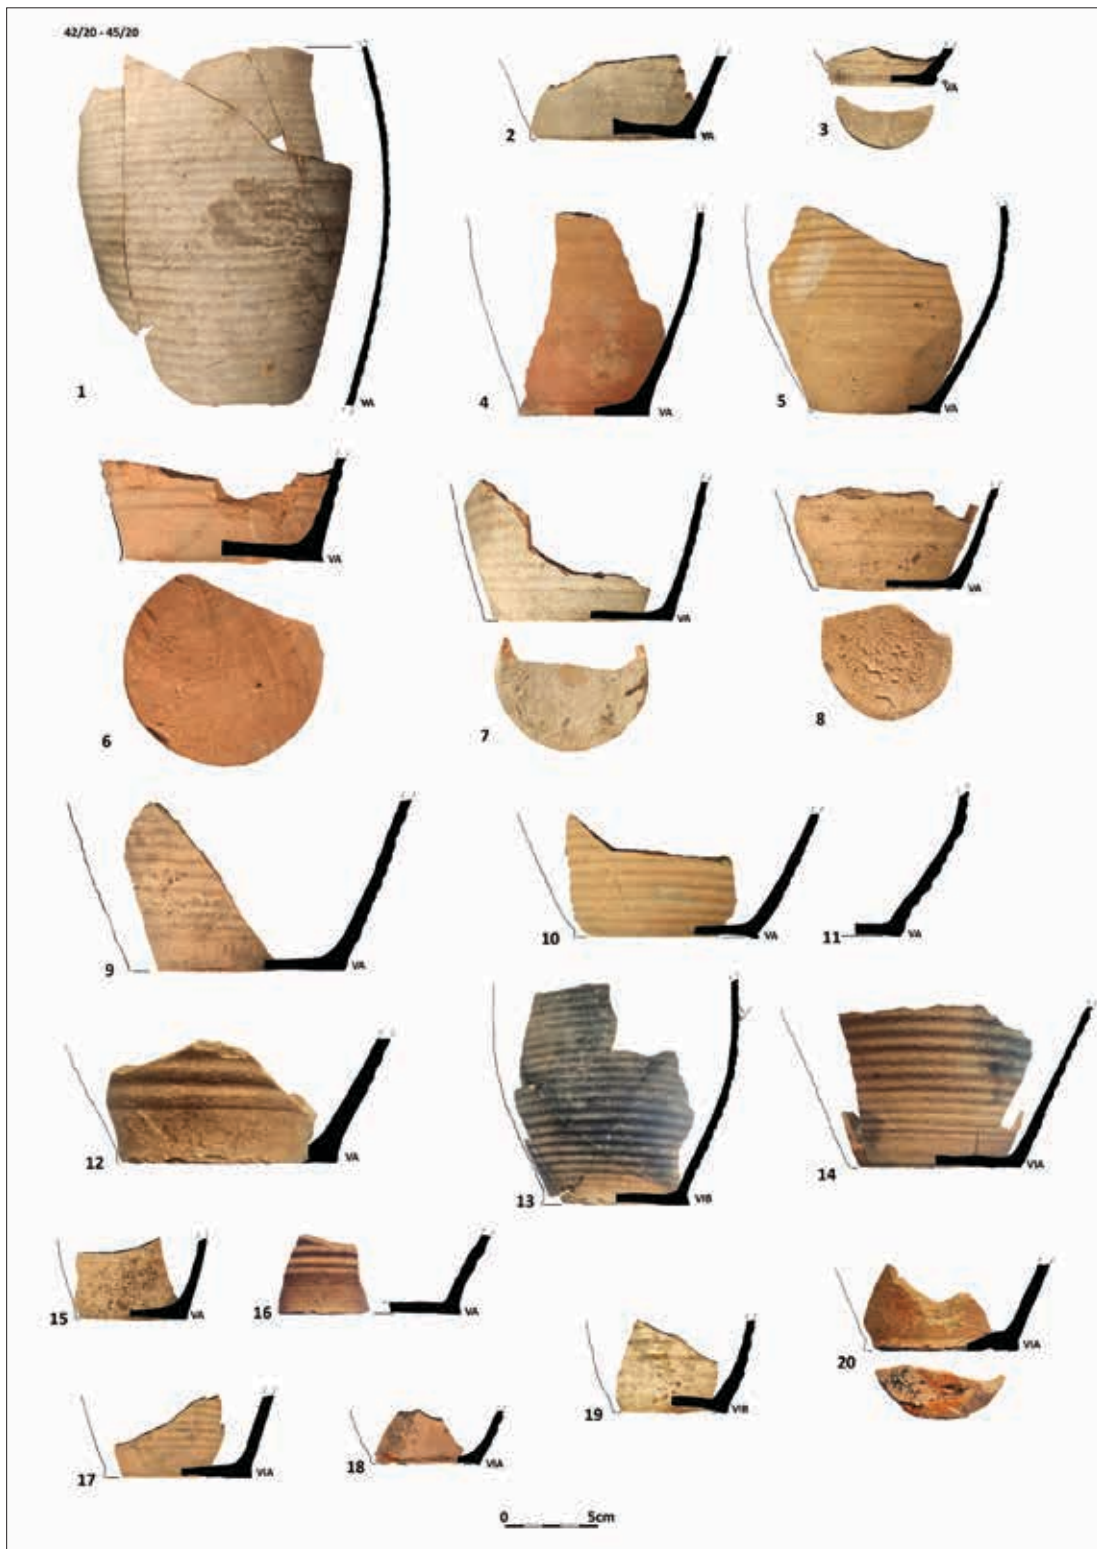 42/20 - 45/20
1 VA
2 VA
3 VA
4 VA
5 VA
6 VA
7 VA
8 VA
9 VA
10 VA
11 VA
12 VA
13 VIB
14 VIA
15 VA
16 VA
17 VIA
18 VIA
19 VIB
20 VIA
0 5cm